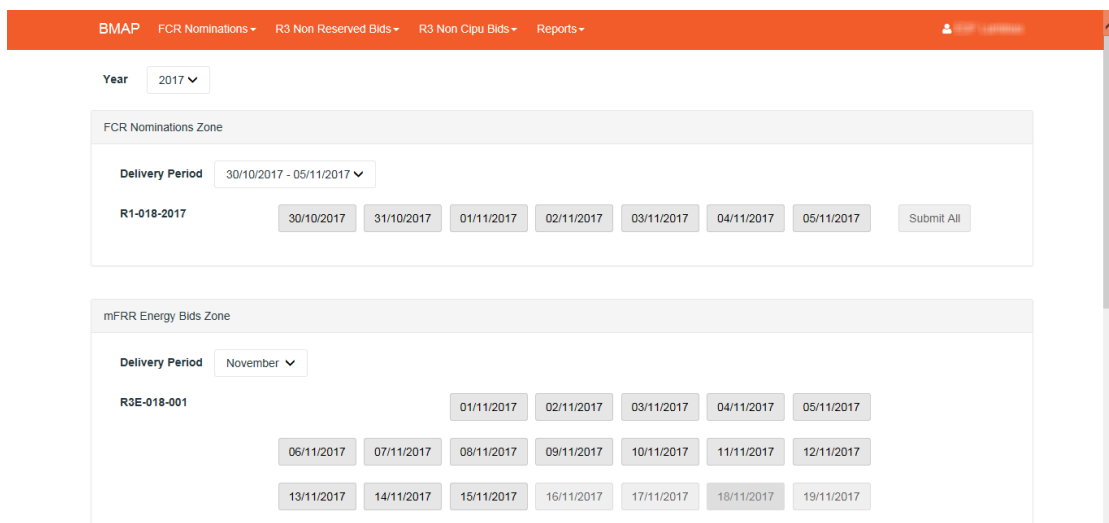 BMAP FCR Nominations R3 Non Reserved Bids R3 Non Cipu Bids Reports
Year 2017
FCR Nominations Zone
Delivery Period 30/10/2017 - 05/11/2017
R1-018-2017 30/10/2017 31/10/2017 01/11/2017 02/11/2017 03/11/2017 04/11/2017 05/11/2017 Submit All
mFRR Energy Bids Zone
Delivery Period November
R3E-018-001 01/11/2017 02/11/2017 03/11/2017 04/11/2017 05/11/2017
06/11/2017 07/11/2017 08/11/2017 09/11/2017 10/11/2017 11/11/2017 12/11/2017
13/11/2017 14/11/2017 15/11/2017 16/11/2017 17/11/2017 18/11/2017 19/11/2017